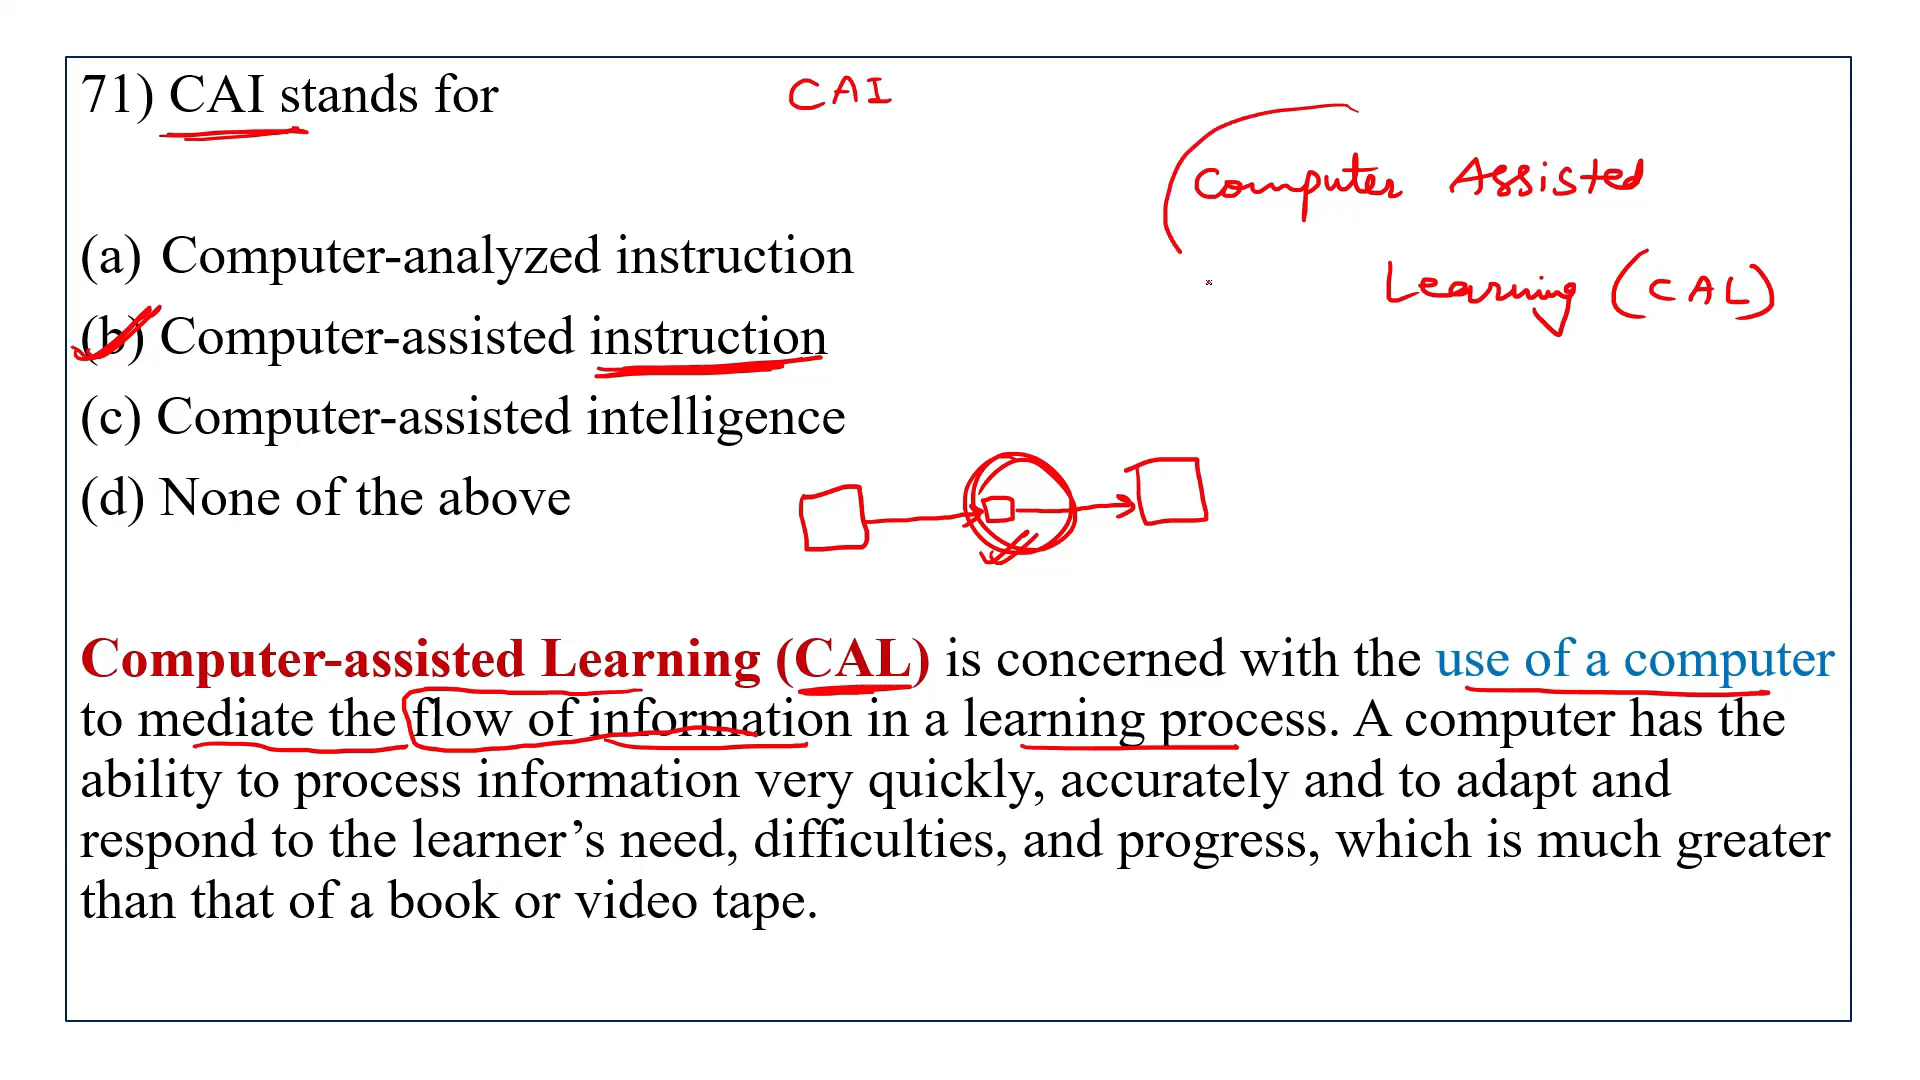 71) CAI stands for
CAI
Computer Assisted
Learning (CAL)
(a) Computer-analyzed instruction
(b) Computer-assisted instruction
(c) Computer-assisted intelligence
(d) None of the above
Computer-assisted Learning (CAL) is concerned with the use of a computer
to mediate the flow of information in a learning process. A computer has the
ability to process information very quickly, accurately and to adapt and
respond to the learner’s need, difficulties, and progress, which is much greater
than that of a book or video tape.